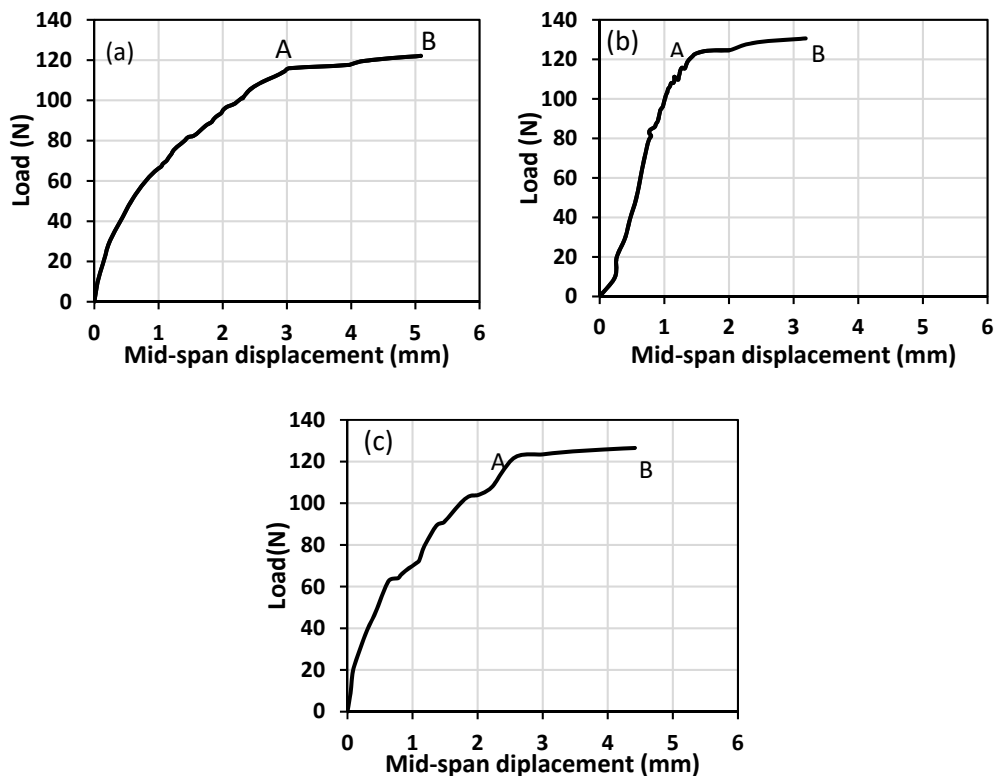 (a)
140
120
100
80
60
40
20
0
Load (N)
A
B
0 1 2 3 4 5 6
Mid-span displacement (mm)
(b)
140
120
100
80
60
40
20
0
Load (N)
A
B
0 1 2 3 4 5 6
Mid-span displacement (mm)
(c)
140
120
100
80
60
40
20
0
Load(N)
A
B
0 1 2 3 4 5 6
Mid-span diplacement (mm)